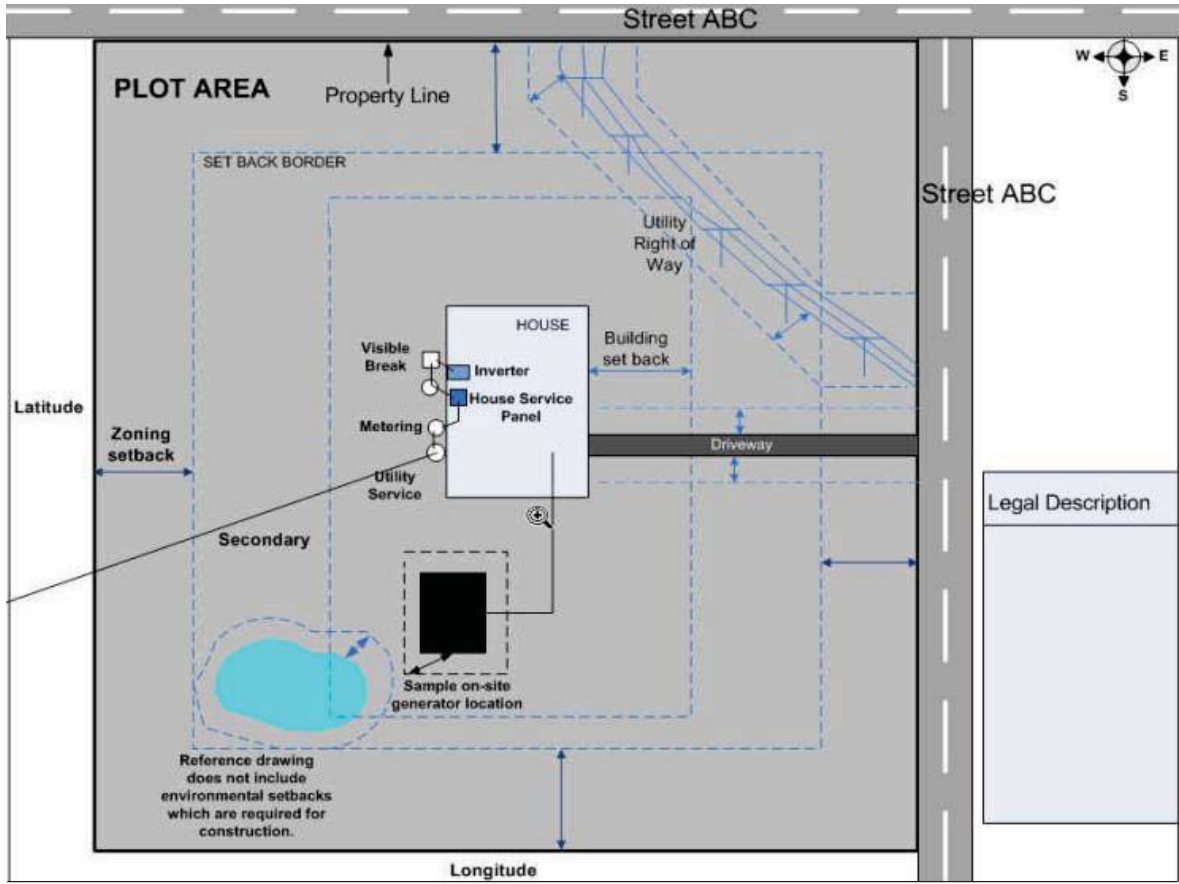 Street ABC
PLOT AREA
Property Line
W
E
S
SET BACK BORDER
Street ABC
Utility
Right of
Way
HOUSE
Visible
Break
Inverter
Building
set back
House Service
Panel
Latitude
Metering
Zoning
setback
Driveway
Utility
Service
Legal Description
Secondary
Sample on-site
generator location
Reference drawing
does not include
environmental setbacks
which are required for
construction.
Longitude